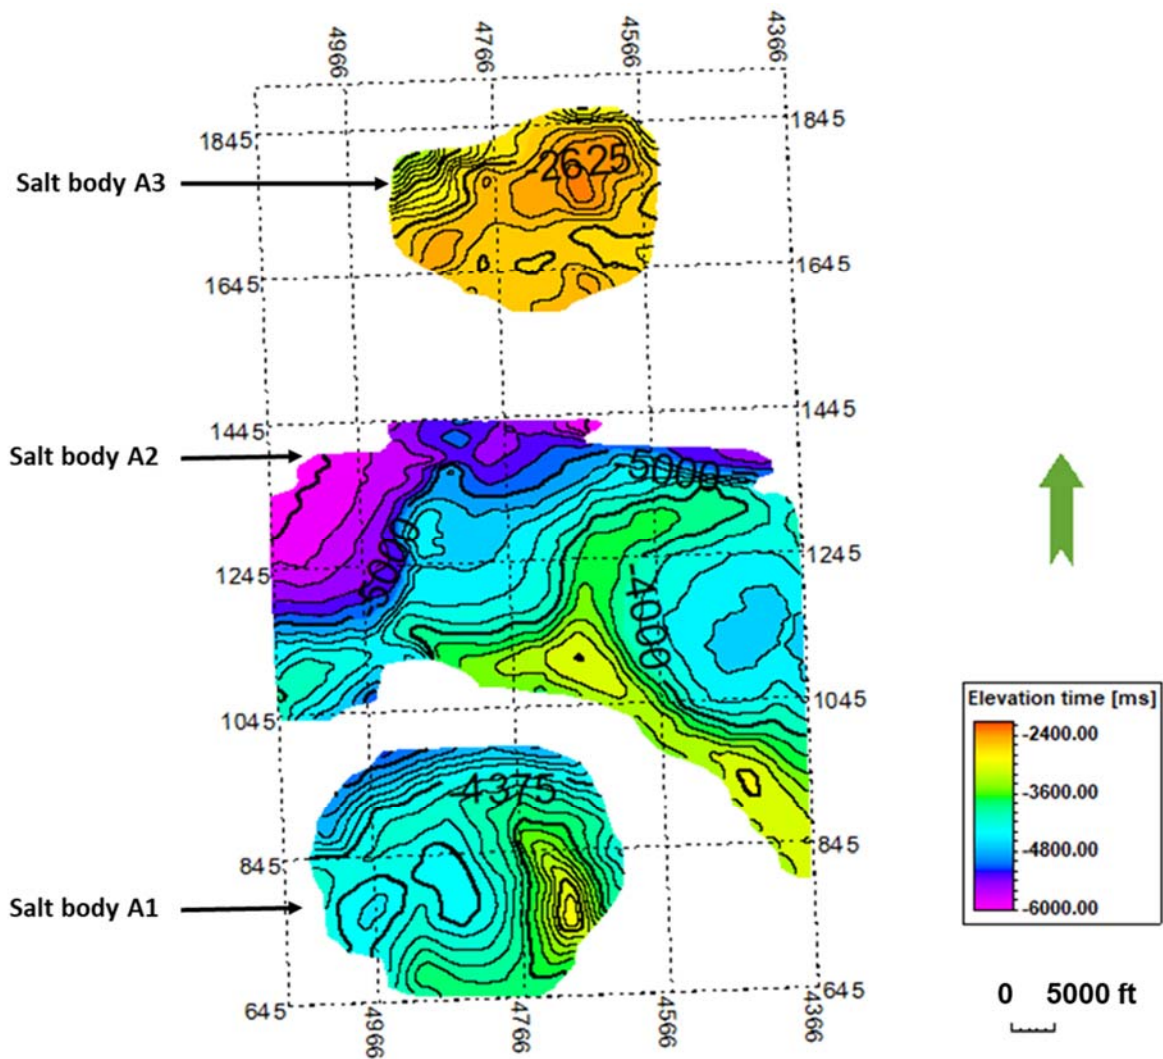 4966 4766 4566 4366
1845 1845
Salt body A3
2625
1645 1645
1445 1445
Salt body A2
-5000
-5000
1245 1245
-4000
1045 1045
Elevation time [ms]
-2400.00
-3600.00
-4800.00
-6000.00
-4375
845 845
Salt body A1
645 645
4966 4766 4566 4366
0 5000 ft